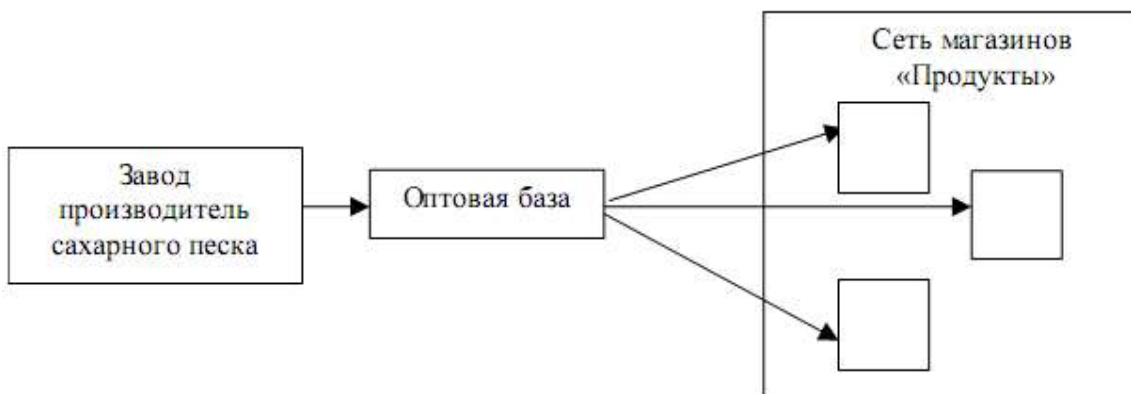 Сеть магазинов
«Продукты»
Завод
производитель
сахарного песка
Оптовая база